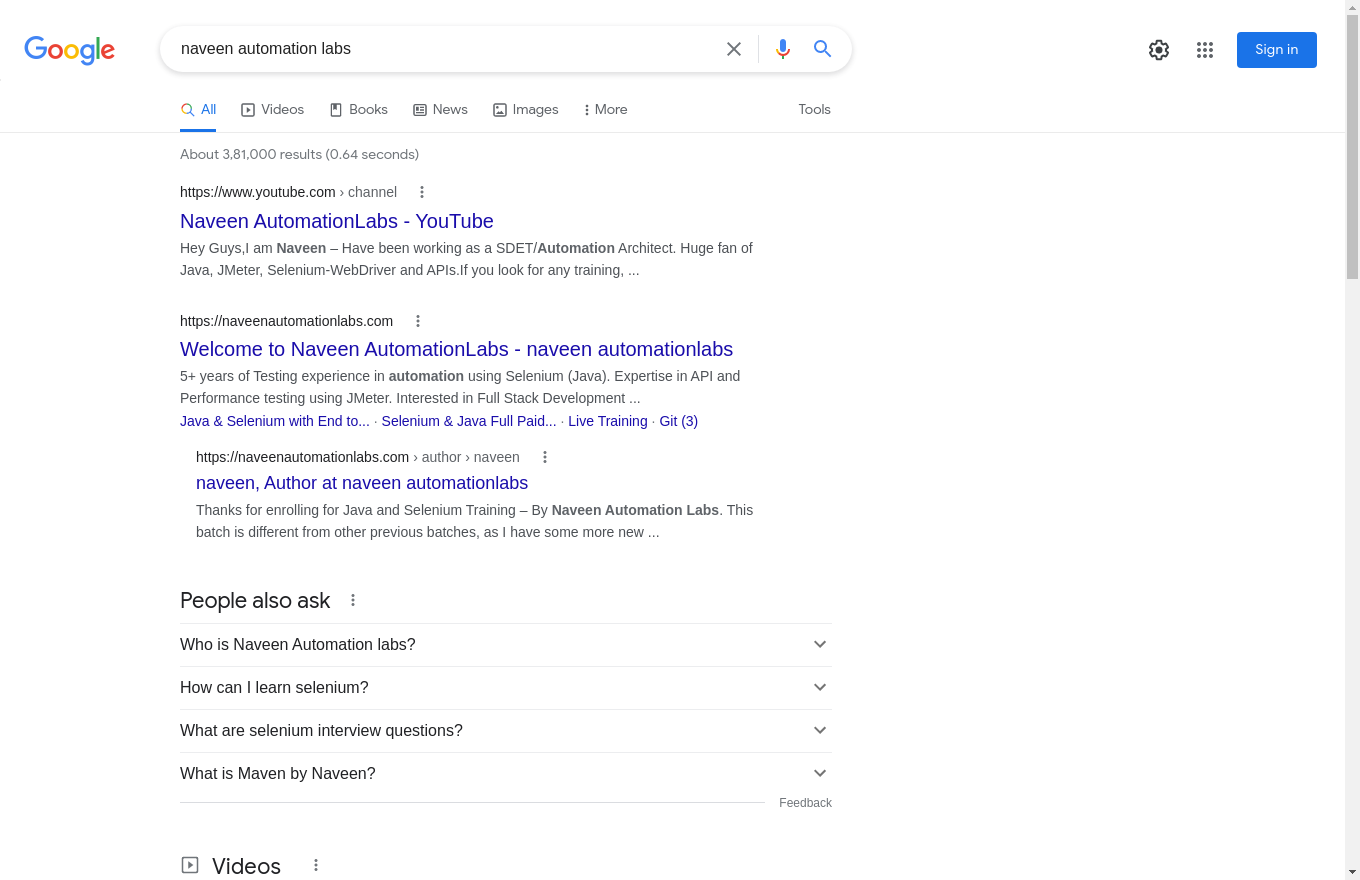 Google
naveen automation labs
Sign in
All
Videos
Books
News
Images
More
Tools
About 3,81,000 results (0.64 seconds)
https://www.youtube.com › channel
Naveen AutomationLabs - YouTube
Hey Guys,I am Naveen – Have been working as a SDET/Automation Architect. Huge fan of
Java, JMeter, Selenium-WebDriver and APIs.If you look for any training, ...
https://naveenautomationlabs.com
Welcome to Naveen AutomationLabs - naveen automationlabs
5+ years of Testing experience in automation using Selenium (Java). Expertise in API and
Performance testing using JMeter. Interested in Full Stack Development ...
Java & Selenium with End to... · Selenium & Java Full Paid... · Live Training · Git (3)
https://naveenautomationlabs.com › author › naveen
naveen, Author at naveen automationlabs
Thanks for enrolling for Java and Selenium Training – By Naveen Automation Labs. This
batch is different from other previous batches, as I have some more new ...
People also ask
Who is Naveen Automation labs?
How can I learn selenium?
What are selenium interview questions?
What is Maven by Naveen?
Feedback
Videos